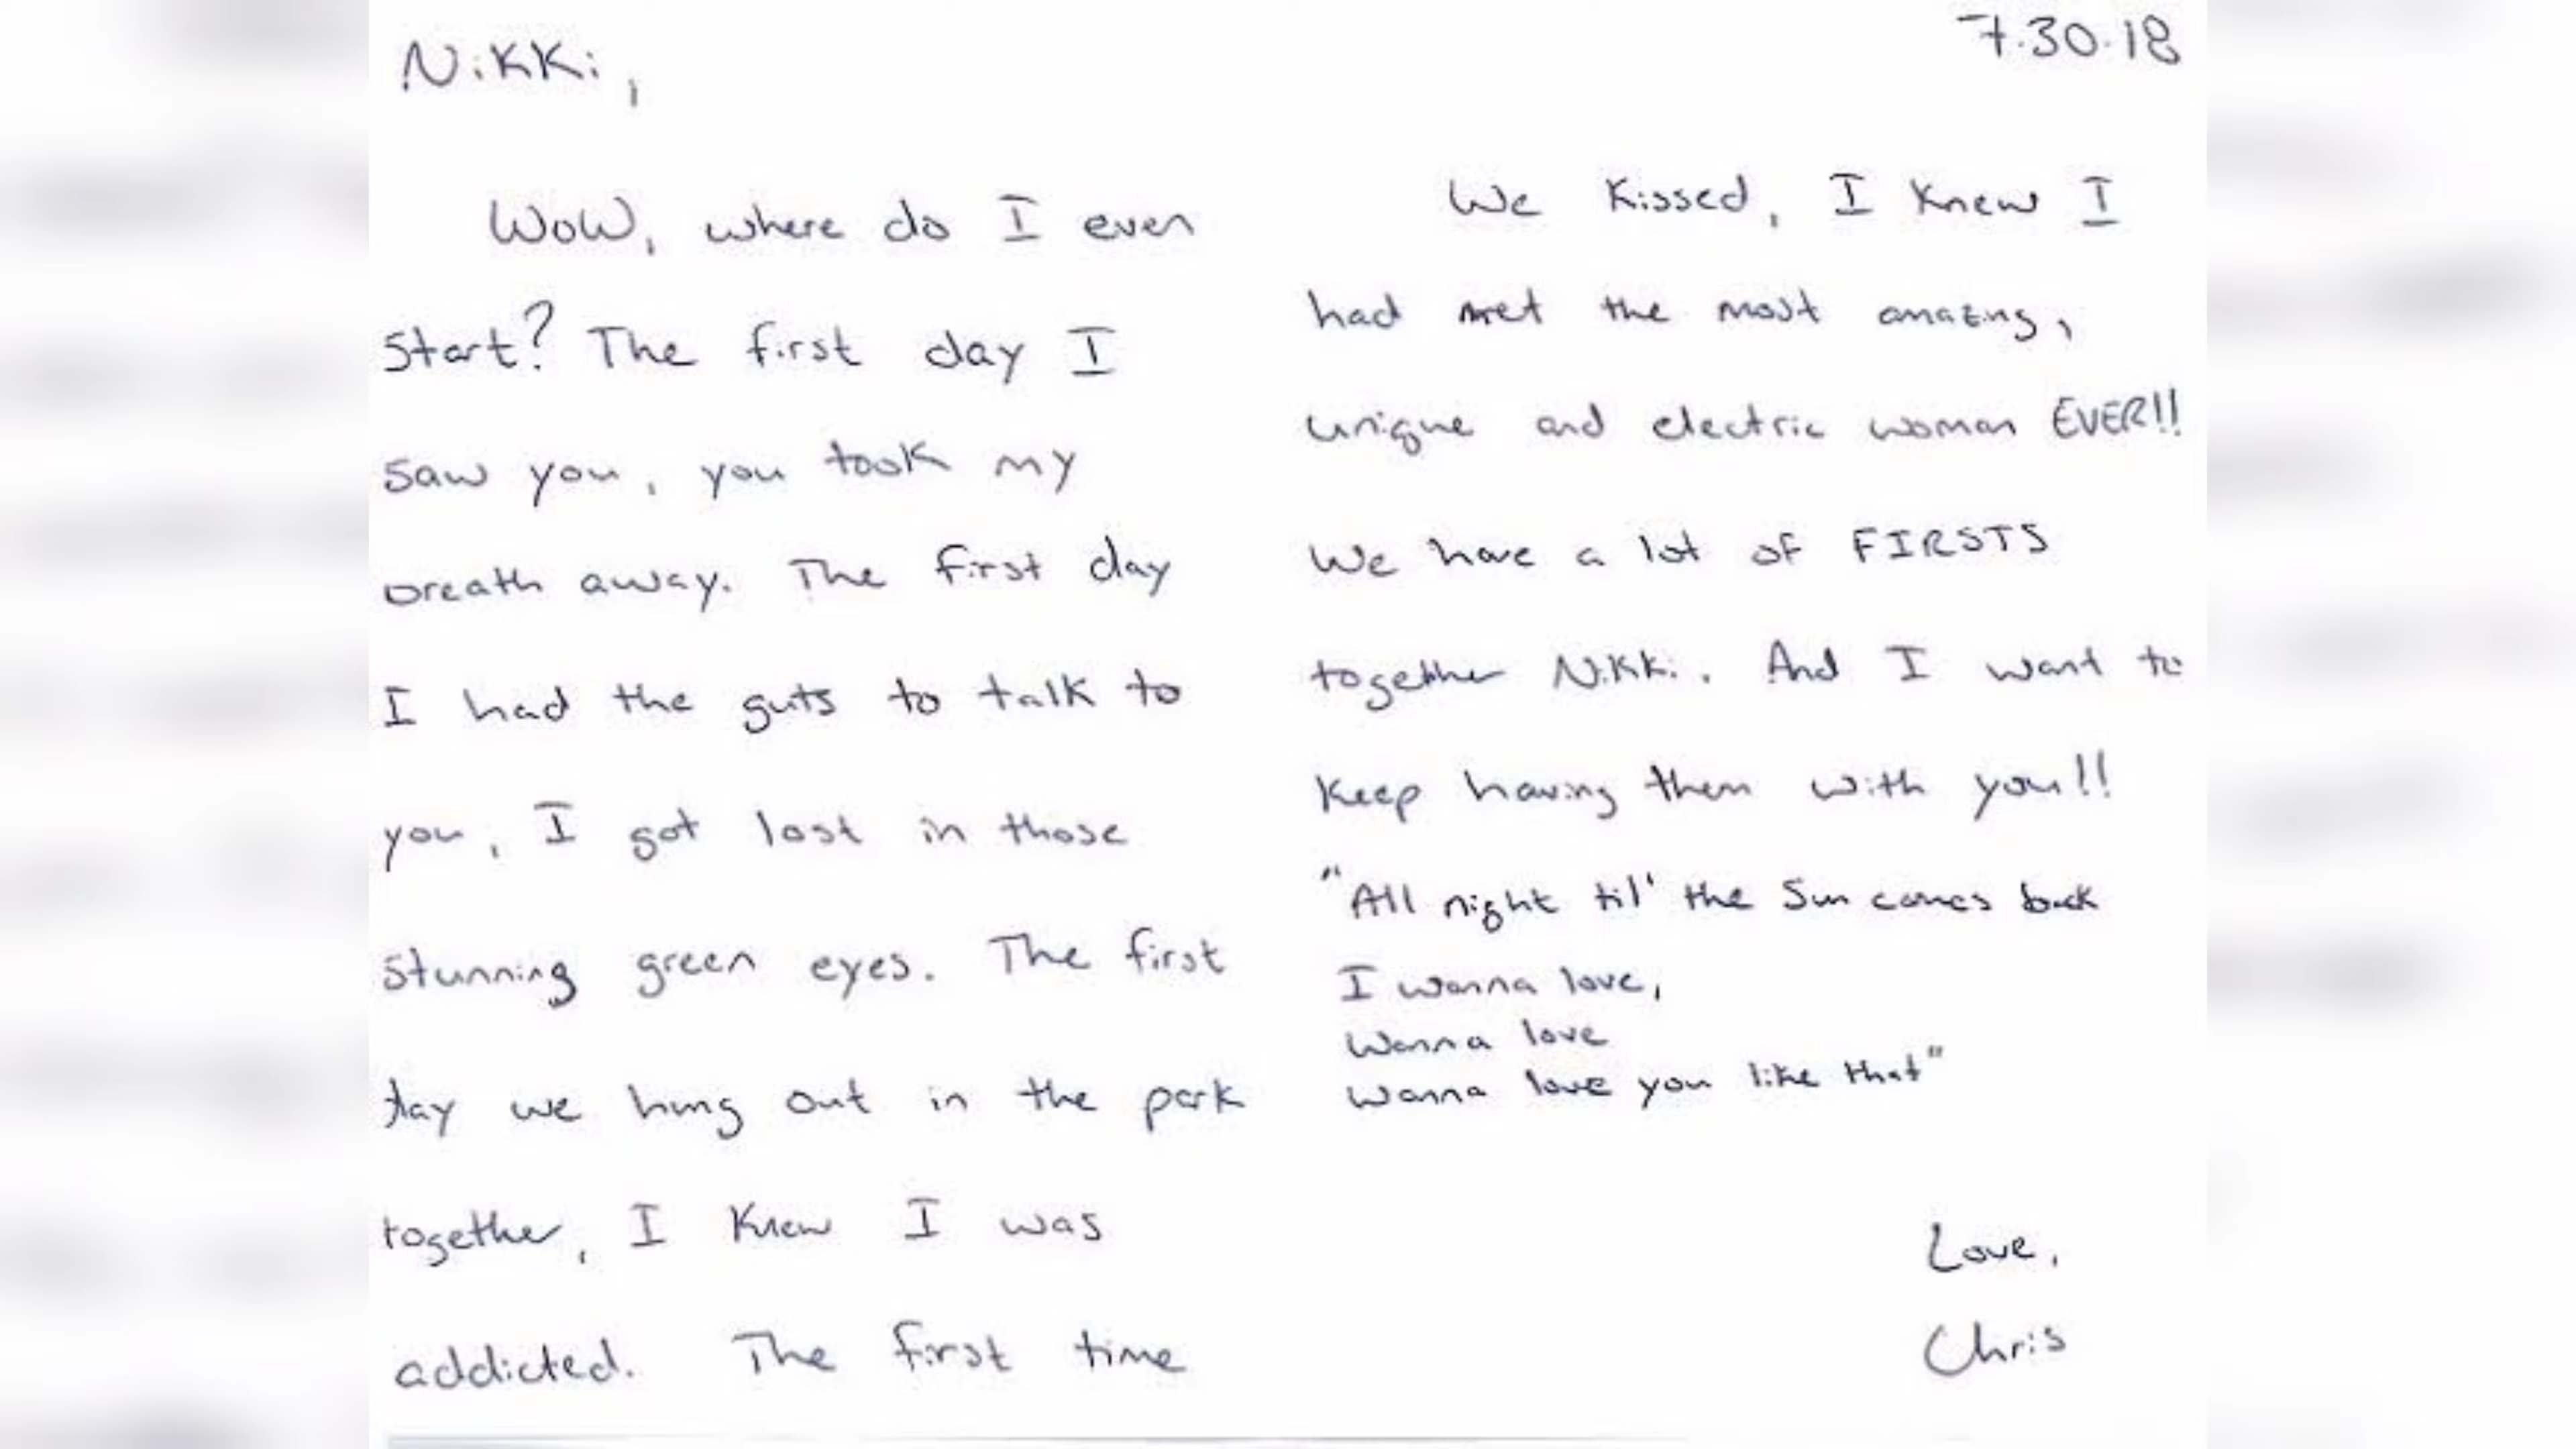 Nikki,
7.30.18
WoW, where do I even
start? The first day I
saw you, you took my
breath away. The first day
I had the guts to talk to
you, I got lost in those
stunning green eyes. The first
day we hung out in the park
together, I knew I was
addicted. The first time
We kissed, I knew I
had met the most amazing,
unique and electric woman EVER!!
We have a lot of FIRSTS
together Nikki. And I want to
keep having them with you!!
"All night til' the sun comes back
I wanna love,
wanna love
wanna love you like that"
Love,
Chris